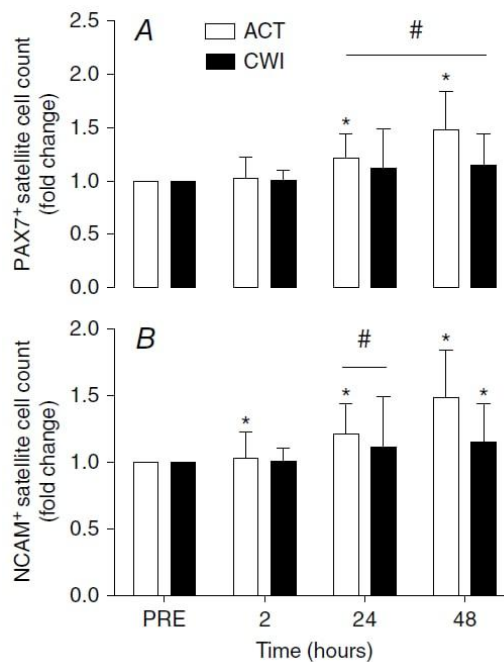 A
ACT
CWI
#
*
*
PAX7+ satellite cell count
(fold change)
2.5
2.0
1.5
1.0
0.5
0.0
B
#
*
*
*
*
NCAM+ satellite cell count
(fold change)
2.0
1.5
1.0
0.5
0.0
PRE 2 24 48
Time (hours)